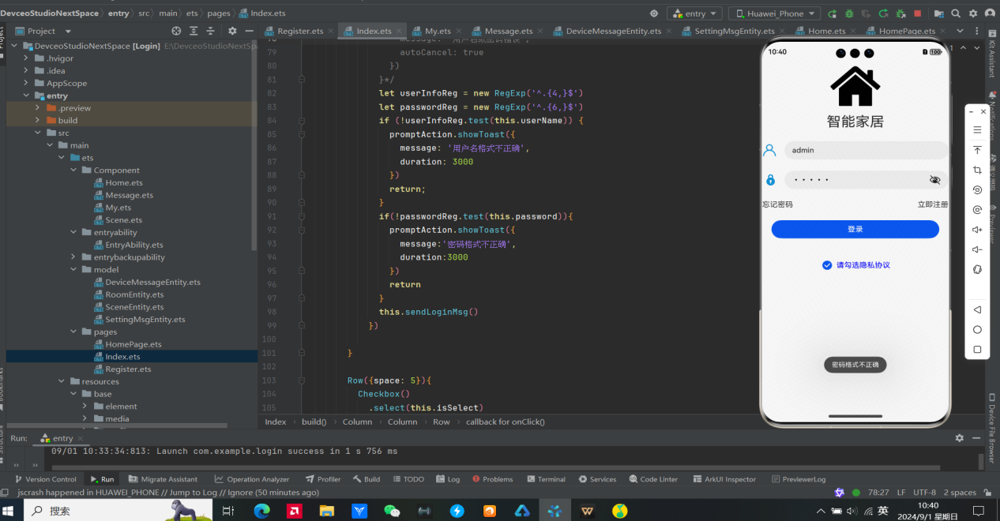 DevceoStudioNextSpace entry src main ets pages Index.ets entry Huawei_Phone
Project Register.ets Index.ets My.ets Message.ets DeviceMessageEntity.ets SettingMsgEntity.ets Home.ets HomePage.ets
DevceoStudioNextSpace [Login] E:\DevceoStudioNextSp
.hvigor
.idea
AppScope
entry
.preview
build
src
main
ets
Component
Home.ets
Message.ets
My.ets
Scene.ets
entryability
EntryAbility.ets
entrybackupability
model
DeviceMessageEntity.ets
RoomEntity.ets
SceneEntity.ets
SettingMsgEntity.ets
pages
HomePage.ets
Index.ets
Register.ets
resources
base
element
media
79 autoCancel: true
80 })
81 }*/
82 let userInfoReg = new RegExp('^.{4,}$')
83 let passwordReg = new RegExp('^.{6,}$')
84 if (!userInfoReg.test(this.userName)) {
85 promptAction.showToast({
86 message: '用户名格式不正确',
87 duration: 3000
88 })
89 return;
90 }
91 if(!passwordReg.test(this.password)){
92 promptAction.showToast({
93 message:'密码格式不正确',
94 duration:3000
95 })
96 return
97 }
98 this.sendLoginMsg()
99 })
100
101 }
102
103 Row({space: 5}){
104 Checkbox()
105 .select(this.isSelect)
Index build() Column Column Row callback for onClick()
10:40 100
智能家居
admin
•••••
忘记密码 立即注册
登录
请勾选隐私协议
密码格式不正确
Kit Assistant
Notifications
Previewer
Device File Browser
Project
Bookmarks
Structure
Run: entry
09/01 10:33:34:813: Launch com.example.login success in 1 s 756 ms
Version Control Run Migrate Assistant Operation Analyzer Profiler Build TODO Log Problems Terminal Services Code Linter ArkUI Inspector PreviewerLog
jscrash happened in HUAWEI_PHONE // Jump to Log // Ignore (50 minutes ago) 78:27 LF UTF-8 2 spaces
搜索 英 10:40
2024/9/1 星期日